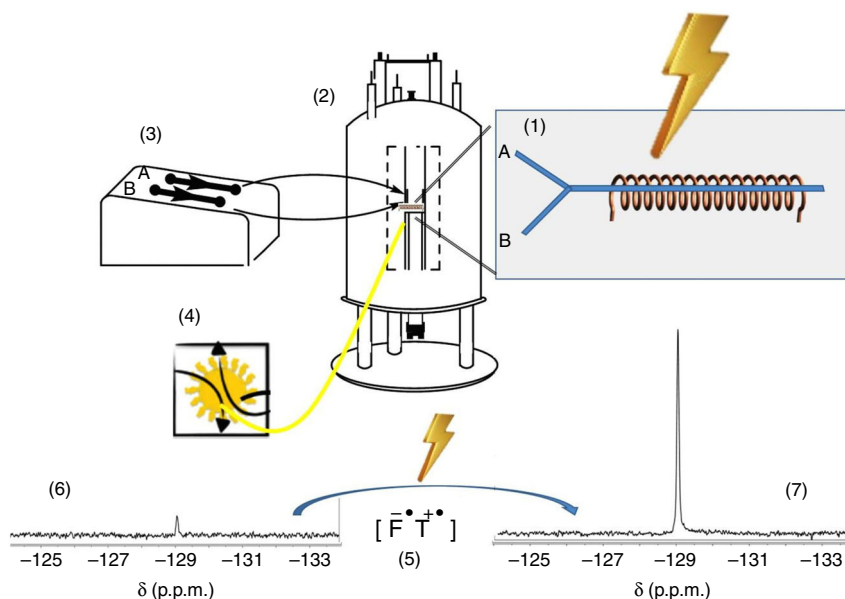 (2)
(1)
(3)
A
B
A
B
(4)
(6)
(7)
[ F̄•T⁺• ]
(5)
−125 −127 −129 −131 −133
−125 −127 −129 −131 −133
δ (p.p.m.)
δ (p.p.m.)